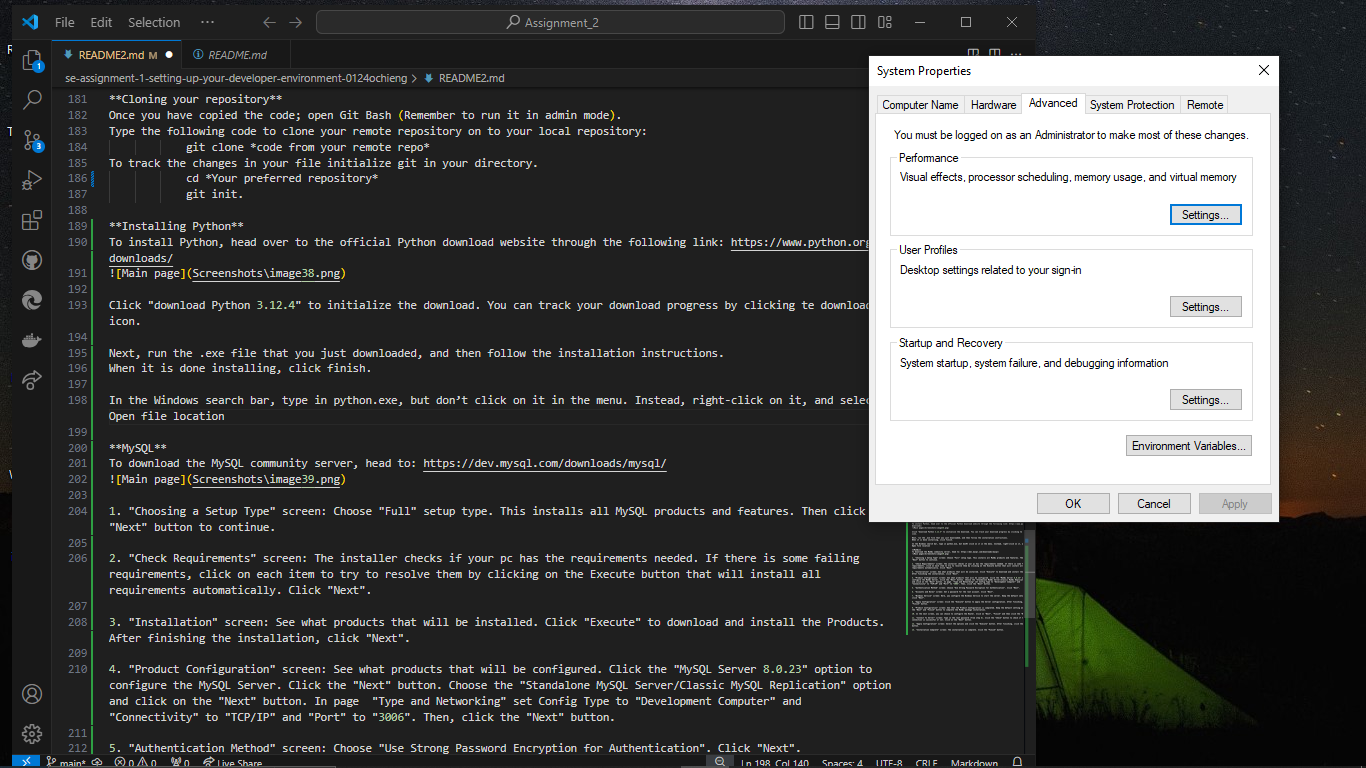 File Edit Selection ...
Assignment_2
README2.md M
README.md
se-assignment-1-setting-up-your-developer-environment-0124ochieng > README2.md
181 **Cloning your repository**
182 Once you have copied the code; open Git Bash (Remember to run it in admin mode).
183 Type the following code to clone your remote repository on to your local repository:
184 git clone *code from your remote repo*
185 To track the changes in your file initialize git in your directory.
186 cd *Your preferred repository*
187 git init.
188
189 **Installing Python**
190 To install Python, head over to the official Python download website through the following link: https://www.python.org
downloads/
191 ![Main page](Screenshots\image38.png)
192
193 Click "download Python 3.12.4" to initialize the download. You can track your download progress by clicking te download
icon.
194
195 Next, run the .exe file that you just downloaded, and then follow the installation instructions.
196 When it is done installing, click finish.
197
198 In the Windows search bar, type in python.exe, but don’t click on it in the menu. Instead, right-click on it, and selec
Open file location
199
200 **MySQL**
201 To download the MySQL community server, head to: https://dev.mysql.com/downloads/mysql/
202 ![Main page](Screenshots\image39.png)
203
204 1. "Choosing a Setup Type" screen: Choose "Full" setup type. This installs all MySQL products and features. Then click
"Next" button to continue.
205
206 2. "Check Requirements" screen: The installer checks if your pc has the requirements needed. If there is some failing
requirements, click on each item to try to resolve them by clicking on the Execute button that will install all
requirements automatically. Click "Next".
207
208 3. "Installation" screen: See what products that will be installed. Click "Execute" to download and install the Products.
After finishing the installation, click "Next".
209
210 4. "Product Configuration" screen: See what products that will be configured. Click the "MySQL Server 8.0.23" option to
configure the MySQL Server. Click the "Next" button. Choose the "Standalone MySQL Server/Classic MySQL Replication" option
and click on the "Next" button. In page "Type and Networking" set Config Type to "Development Computer" and
"Connectivity" to "TCP/IP" and "Port" to "3006". Then, click the "Next" button.
211
212 5. "Authentication Method" screen: Choose "Use Strong Password Encryption for Authentication". Click "Next".
1
3
main* 0 0 0 Live Share Ln 198, Col 140 Spaces: 4 UTF-8 CRLF Markdown
System Properties
Computer Name Hardware Advanced System Protection Remote
You must be logged on as an Administrator to make most of these changes.
Performance
Visual effects, processor scheduling, memory usage, and virtual memory
Settings...
User Profiles
Desktop settings related to your sign-in
Settings...
Startup and Recovery
System startup, system failure, and debugging information
Settings...
Environment Variables...
OK Cancel Apply